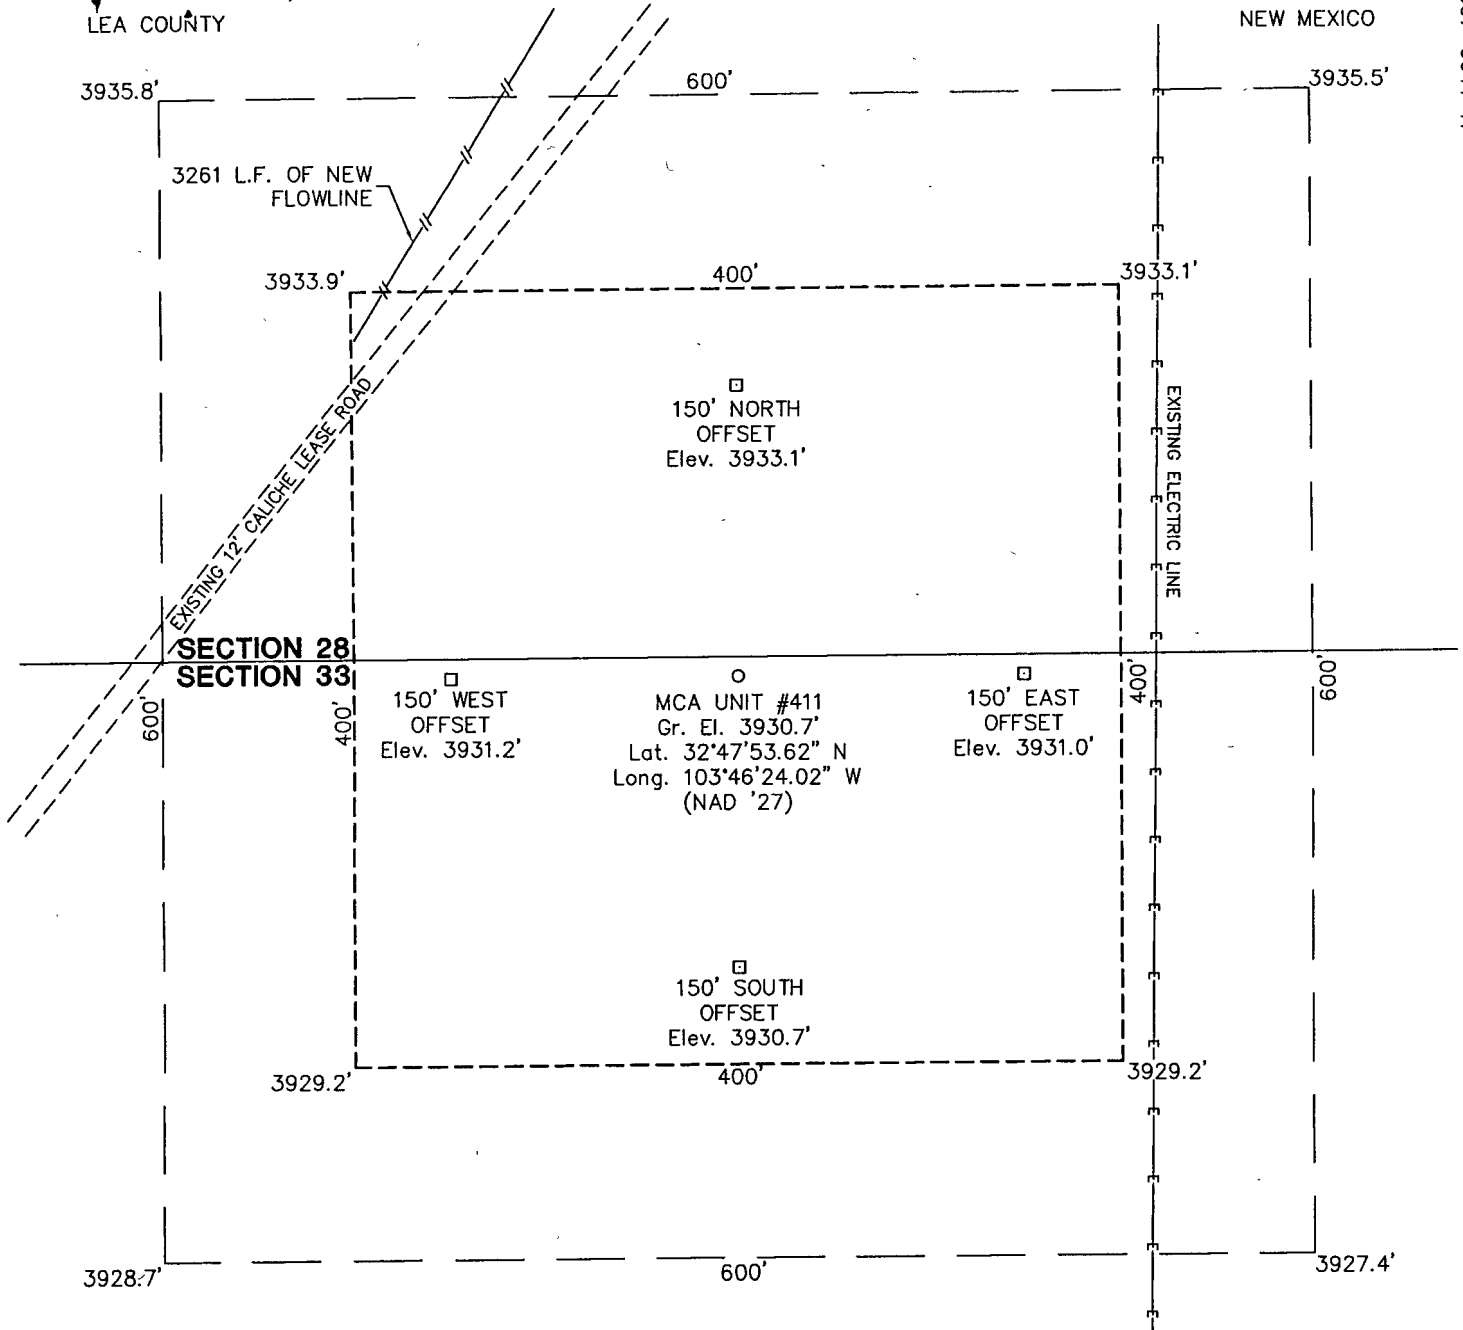 LEA COUNTY
NEW MEXICO
3935.8'
600'
3935.5'
3261 L.F. OF NEW
FLOWLINE
3933.9'
400'
3933.1'
150' NORTH
OFFSET
Elev. 3933.1'
EXISTING 12' CALICHE LEASE ROAD
EXISTING ELECTRIC LINE
SECTION 28
SECTION 33
600'
400'
150' WEST
OFFSET
Elev. 3931.2'
MCA UNIT #411
Gr. El. 3930.7'
Lat. 32°47'53.62" N
Long. 103°46'24.02" W
(NAD '27)
150' EAST
OFFSET
Elev. 3931.0'
400'
600'
150' SOUTH
OFFSET
Elev. 3930.7'
3929.2'
400'
3929.2'
3928.7'
600'
3927.4'